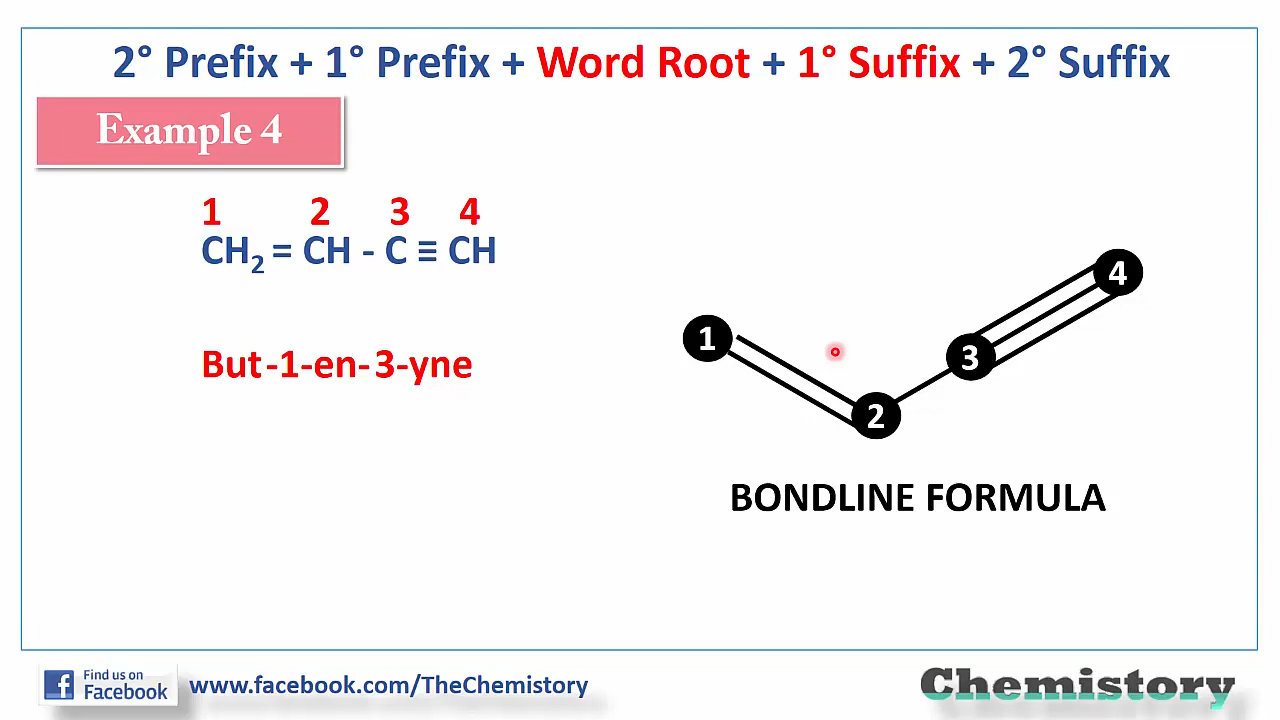 2° Prefix + 1° Prefix + Word Root + 1° Suffix + 2° Suffix
Example 4
1 2 3 4
CH₂ = CH - C ≡ CH
But-1-en-3-yne
1
2
3
4
BONDLINE FORMULA
Find us on
Facebook
www.facebook.com/TheChemistory
Chemistory